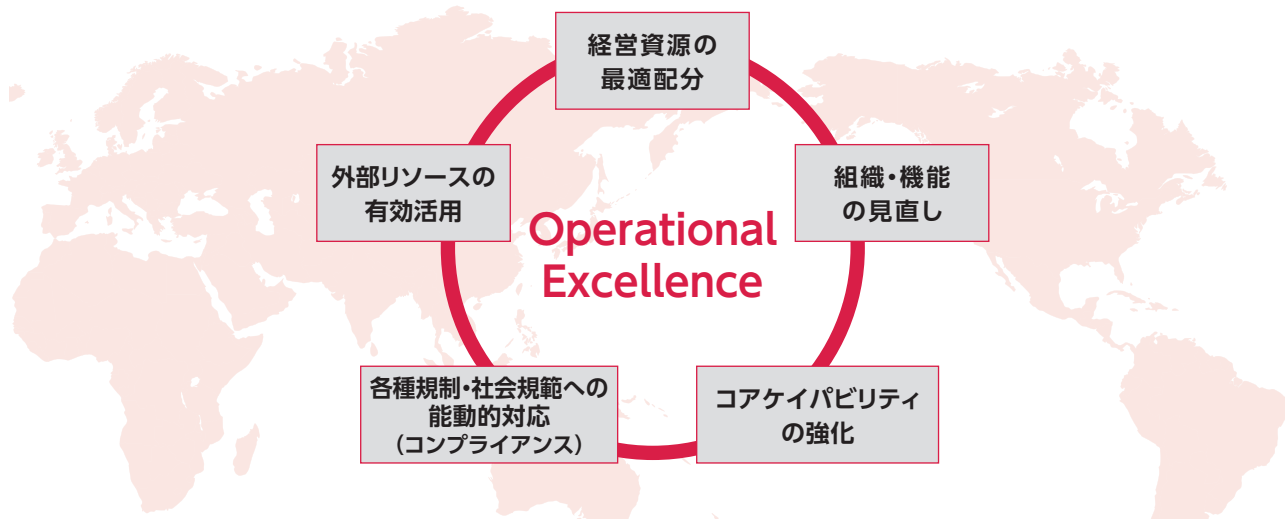 経営資源の
最適配分
外部リソースの
有効活用
組織・機能
の見直し
Operational
Excellence
各種規制・社会規範への
能動的対応
（コンプライアンス）
コアケイパビリティ
の強化